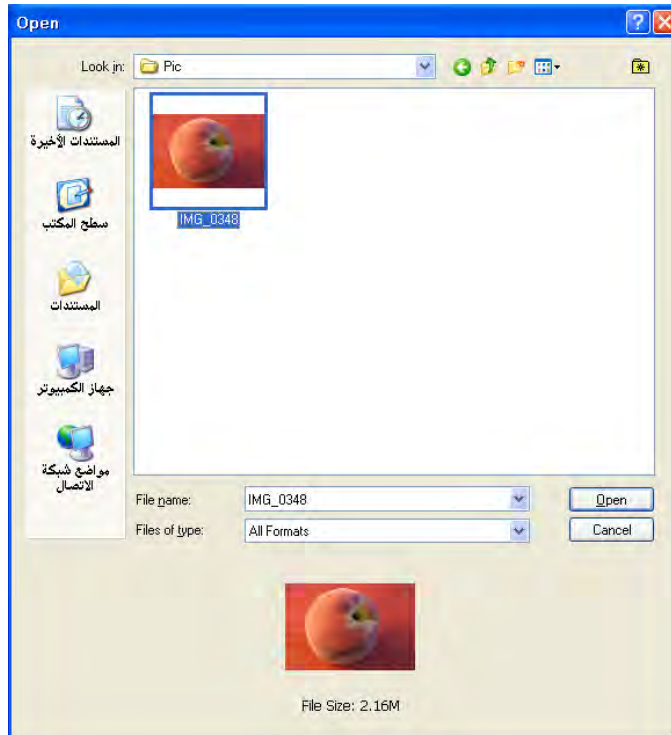 Open
Look in:
Pic
المستندات الأخيرة
سطح المكتب
المستندات
جهاز الكمبيوتر
مواضع شبكة
الاتصال
IMG_0348
File name:
IMG_0348
Open
Files of type:
All Formats
Cancel
File Size: 2.16M